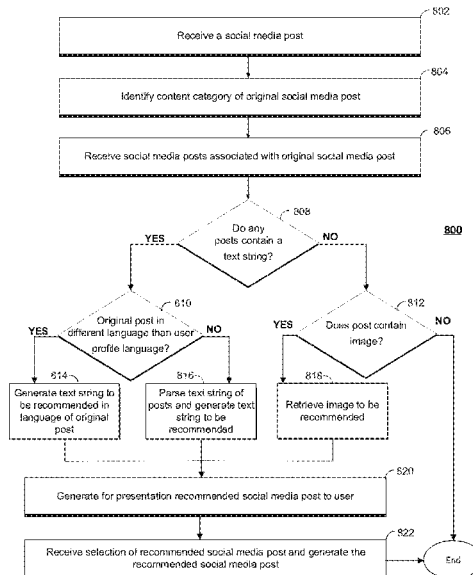 802
Receive a social media post
804
Identify content category of original social media post
806
Receive social media posts associated with original social media post
808
Do any
posts contain a
text string?
YES
NO
800
810
Original post in
different language than user
profile language?
YES
NO
812
Does post contain
image?
YES
NO
814
Generate text string to
be recommended in
language of original
post
816
Parse text string of
posts and generate text
string to be
recommended
818
Retrieve image to be
recommended
820
Generate for presentation recommended social media post to user
822
Receive selection of recommended social media post and generate the
recommended social media post
End